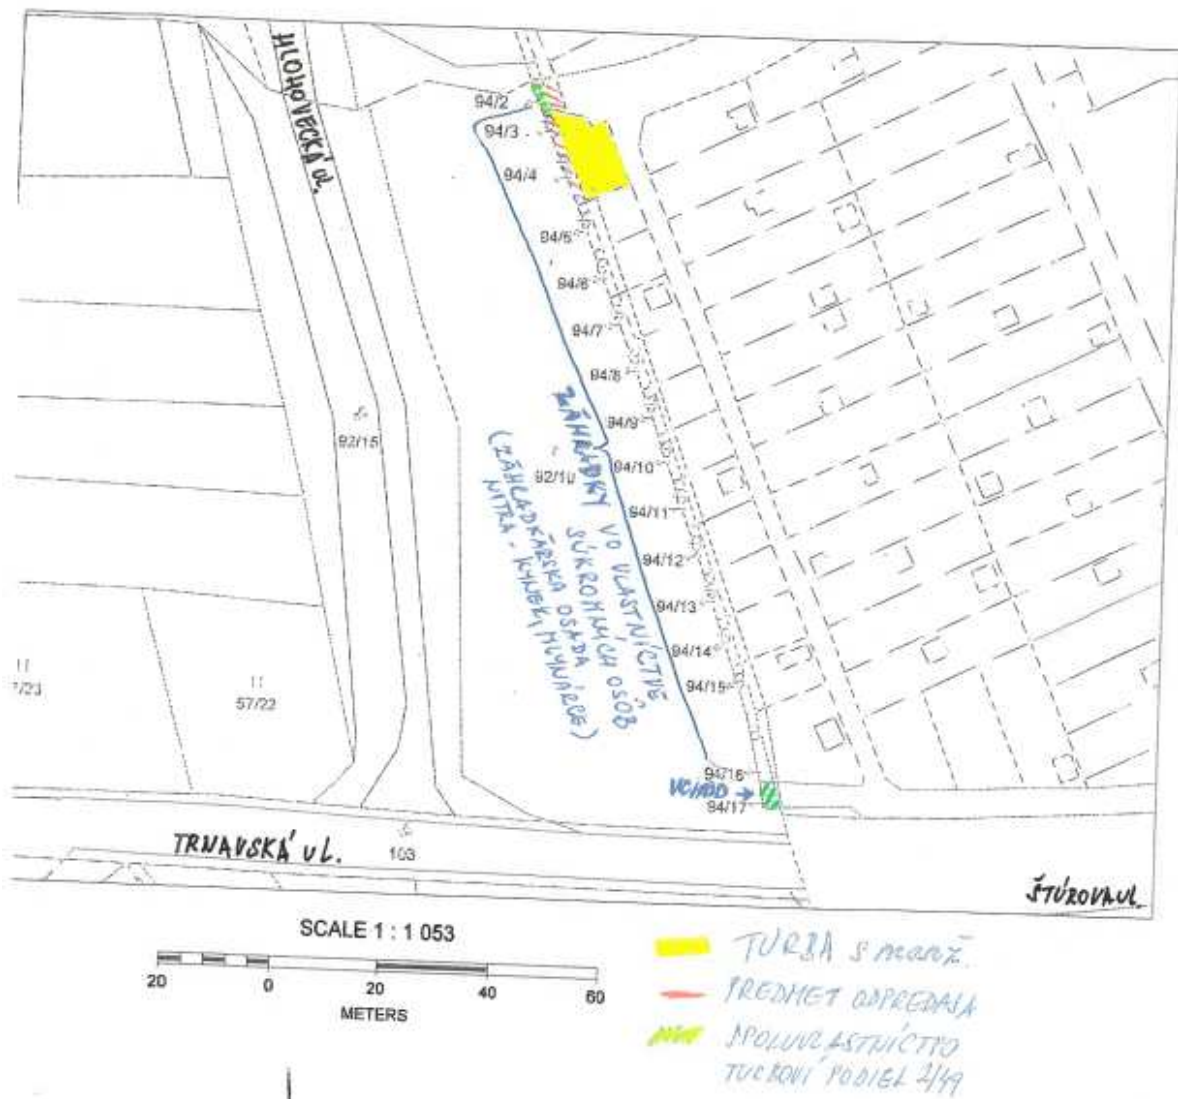 HLOHOVECKÁ ul.
94/2
94/3
94/4
94/5
94/6
94/7
94/8
94/9
94/10
94/11
94/12
94/13
94/14
94/15
94/16
94/17
92/15
92/10
ZÁHRADKY VO VLASTNÍCTVE
SÚKROMNÝCH OSÔB
(ZÁHRADKÁRSKA OSADA
NITRA - KYNEK, MLYNÁRCE)
7/23
57/22
VCHOD →
TRNAVSKÁ UL.
103
ŠTÚROVA UL.
SCALE 1 : 1 053
20 0 20 40 60
METERS
TURBA S MANŽ.
PREDMET ODPREDAJA
SPOLUVLASTNÍCTVO
TURBOVÍ PODIEL 2/49